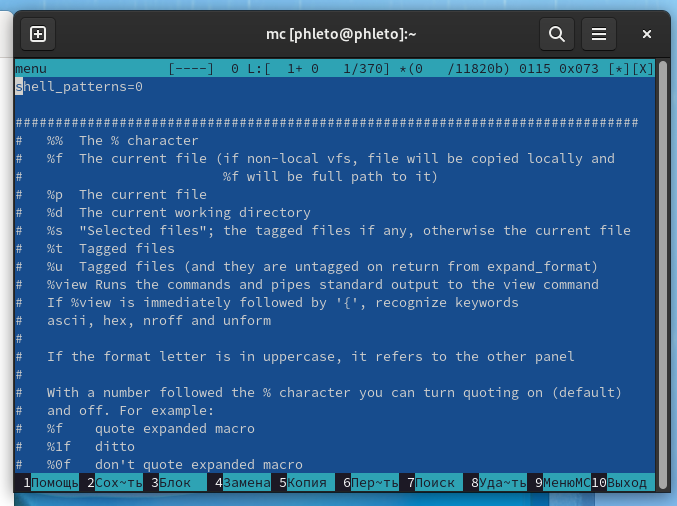 mc [phleto@phleto]:~
menu [----] 0 L:[ 1+ 0 1/370] *(0 /11820b) 0115 0x073 [*][X]
shell_patterns=0
##############################################################################
# %% The % character
# %f The current file (if non-local vfs, file will be copied locally and
# %f will be full path to it)
# %p The current file
# %d The current working directory
# %s "Selected files"; the tagged files if any, otherwise the current file
# %t Tagged files
# %u Tagged files (and they are untagged on return from expand_format)
# %view Runs the commands and pipes standard output to the view command
# If %view is immediately followed by '{', recognize keywords
# ascii, hex, nroff and unform
#
# If the format letter is in uppercase, it refers to the other panel
#
# With a number followed the % character you can turn quoting on (default)
# and off. For example:
# %f quote expanded macro
# %1f ditto
# %0f don't quote expanded macro
1Помощь 2Сох~ть 3Блок 4Замена 5Копия 6Пер~ть 7Поиск 8Уда~ть 9МенюMC 10Выход